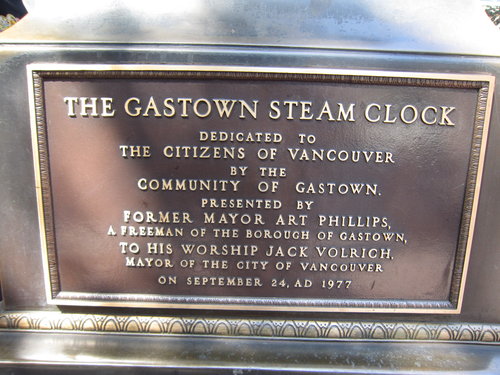 THE GASTOWN STEAM CLOCK
DEDICATED TO
THE CITIZENS OF VANCOUVER
BY THE
COMMUNITY OF GASTOWN.
PRESENTED BY
FORMER MAYOR ART PHILLIPS,
A FREEMAN OF THE BOROUGH OF GASTOWN,
TO HIS WORSHIP JACK VOLRICH,
MAYOR OF THE CITY OF VANCOUVER
ON SEPTEMBER 24, AD 1977